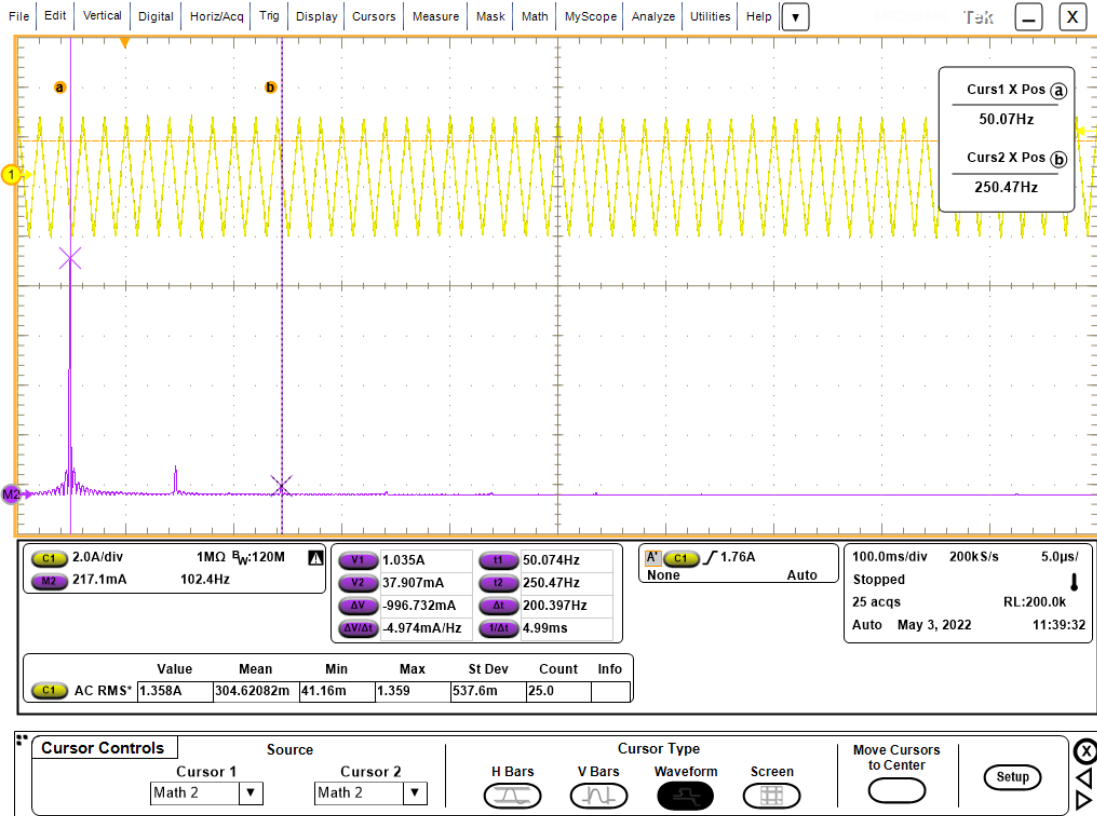 File Edit Vertical Digital Horiz/Acq Trig Display Cursors Measure Mask Math MyScope Analyze Utilities Help Tek X
a b
Curs1 X Pos a
50.07Hz
Curs2 X Pos b
250.47Hz
1
M2
C1 2.0A/div 1MΩ BW:120M
M2 217.1mA 102.4Hz
V1 1.035A t1 50.074Hz
V2 37.907mA t2 250.47Hz
ΔV -996.732mA Δt 200.397Hz
ΔV/Δt -4.974mA/Hz 1/Δt 4.99ms
A' C1 1.76A
None Auto
100.0ms/div 200kS/s 5.0µs/
Stopped
25 acqs RL:200.0k
Auto May 3, 2022 11:39:32
Value Mean Min Max St Dev Count Info
C1 AC RMS* 1.358A 304.62082m 41.16m 1.359 537.6m 25.0
Cursor Controls Source Cursor Type Move Cursors
to Center
Cursor 1 Cursor 2 H Bars V Bars Waveform Screen
Math 2 Math 2 Setup
X